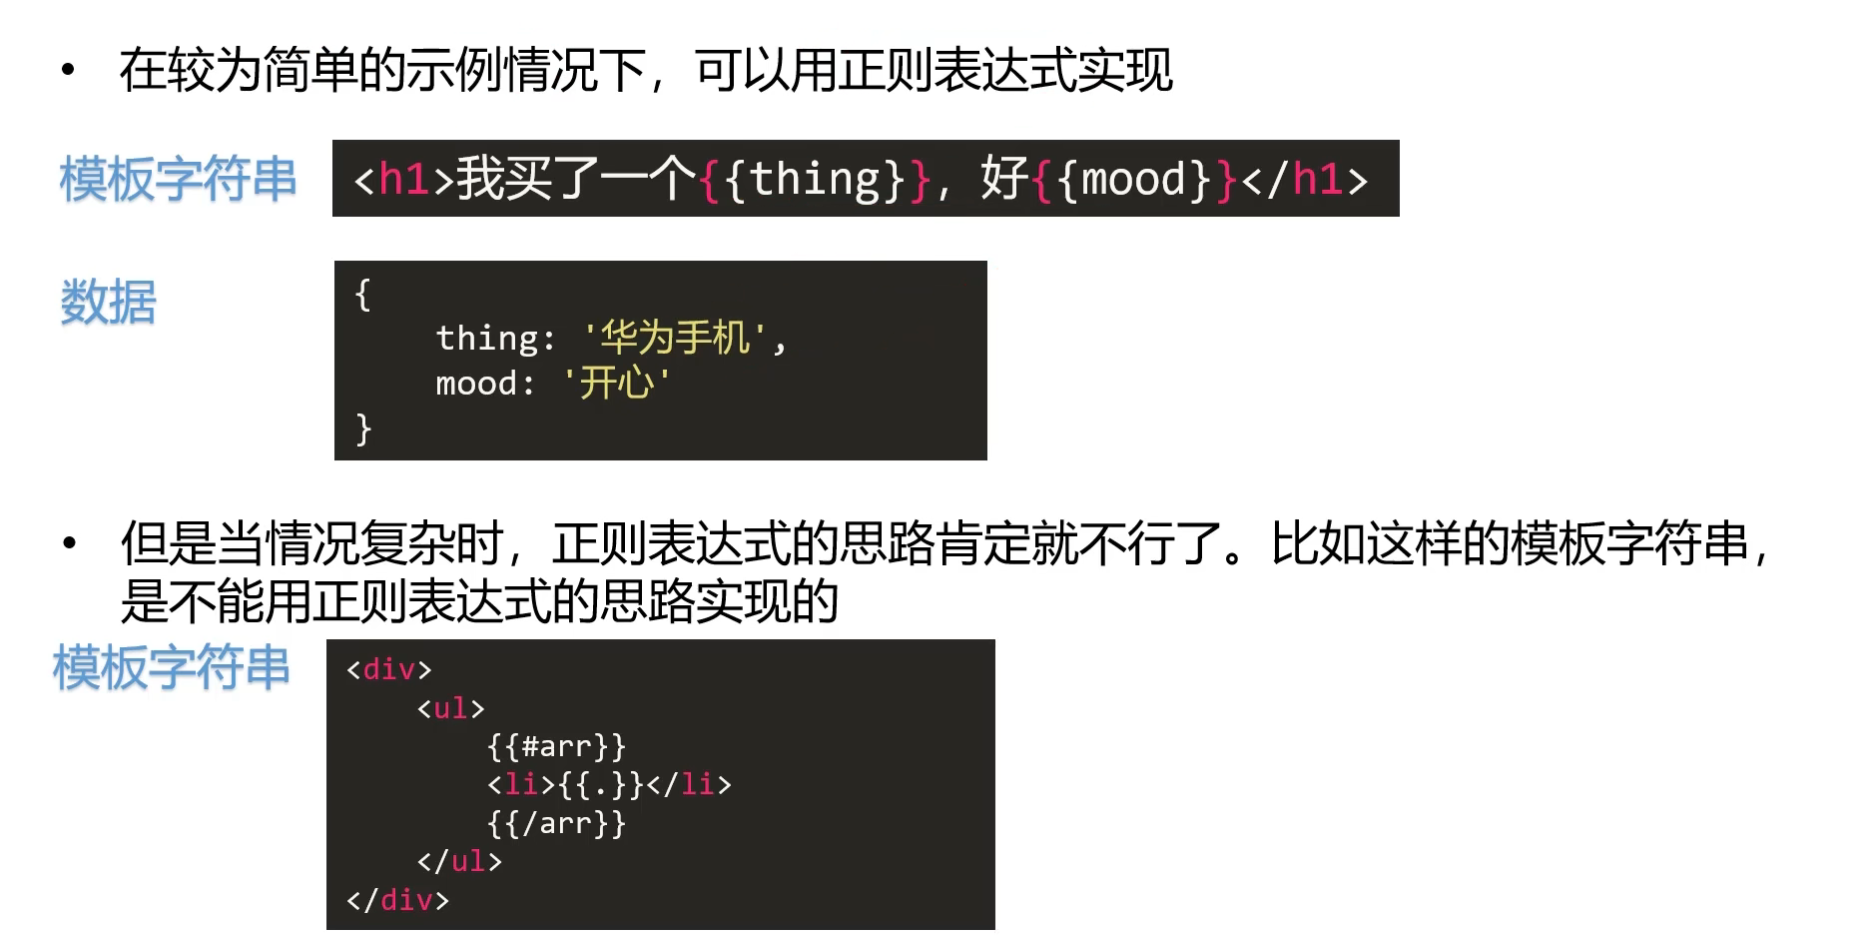 • 在较为简单的示例情况下，可以用正则表达式实现
模板字符串
<h1>我买了一个{{thing}}，好{{mood}}</h1>
数据
{
    thing: '华为手机',
    mood: '开心'
}
• 但是当情况复杂时，正则表达式的思路肯定就不行了。比如这样的模板字符串，
是不能用正则表达式的思路实现的
模板字符串
<div>
    <ul>
        {{#arr}}
        <li>{{.}}</li>
        {{/arr}}
    </ul>
</div>